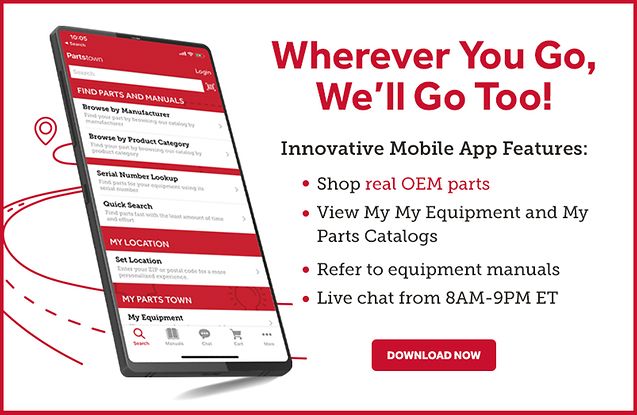 10:05
Search
Partstown
Login
Search
FIND PARTS AND MANUALS
Browse by Manufacturer
Find your part by browsing our catalog by
manufacturer
Browse by Product Category
Find your part by browsing our catalog by
product category
Serial Number Lookup
Find parts for your equipment using its
serial number
Quick Search
Find parts fast with the least amount of time
and effort
MY LOCATION
Set Location
Enter your ZIP or postal code for a more
personalized experience.
MY PARTS TOWN
My Equipment
Search Manuals Chat Cart More
Wherever You Go,
We'll Go Too!
Innovative Mobile App Features:
• Shop real OEM parts
• View My My Equipment and My
Parts Catalogs
• Refer to equipment manuals
• Live chat from 8AM-9PM ET
DOWNLOAD NOW